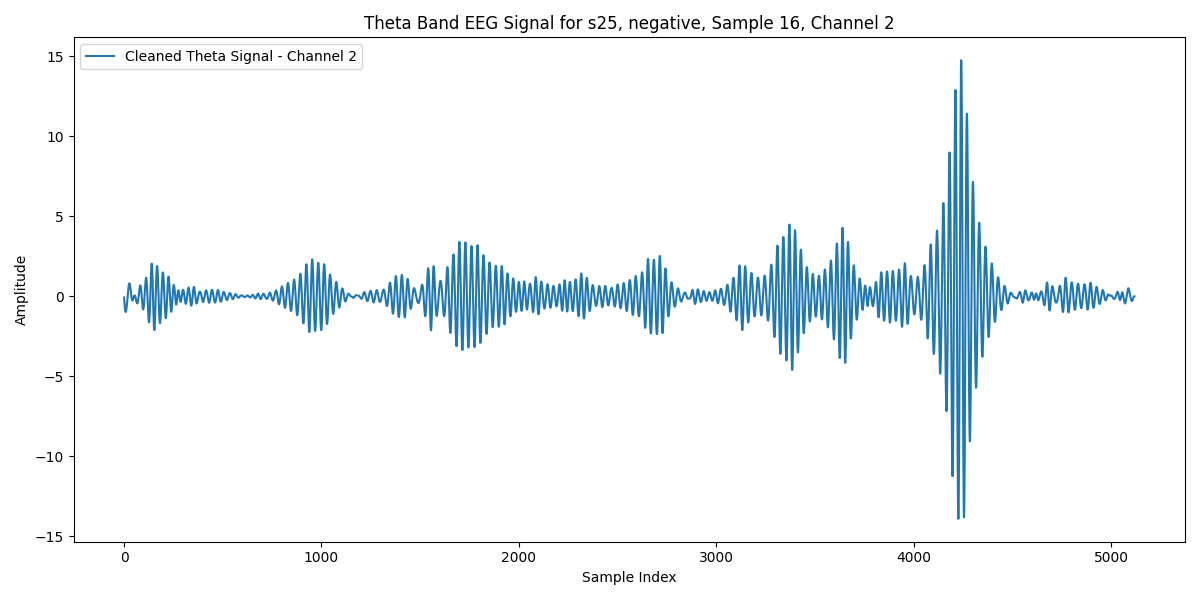 Theta Band EEG Signal for s25, negative, Sample 16, Channel 2
Cleaned Theta Signal - Channel 2
15
10
5
0
−5
−10
−15
Amplitude
0 1000 2000 3000 4000 5000
Sample Index